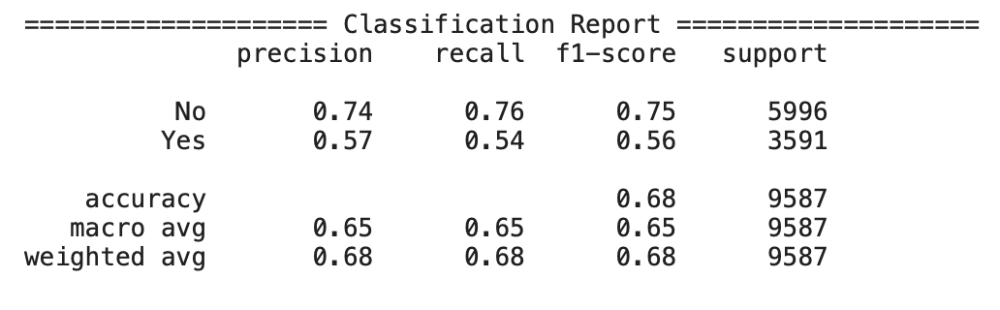 ==================== Classification Report ====================
precision recall f1-score support
No 0.74 0.76 0.75 5996
Yes 0.57 0.54 0.56 3591
accuracy 0.68 9587
macro avg 0.65 0.65 0.65 9587
weighted avg 0.68 0.68 0.68 9587